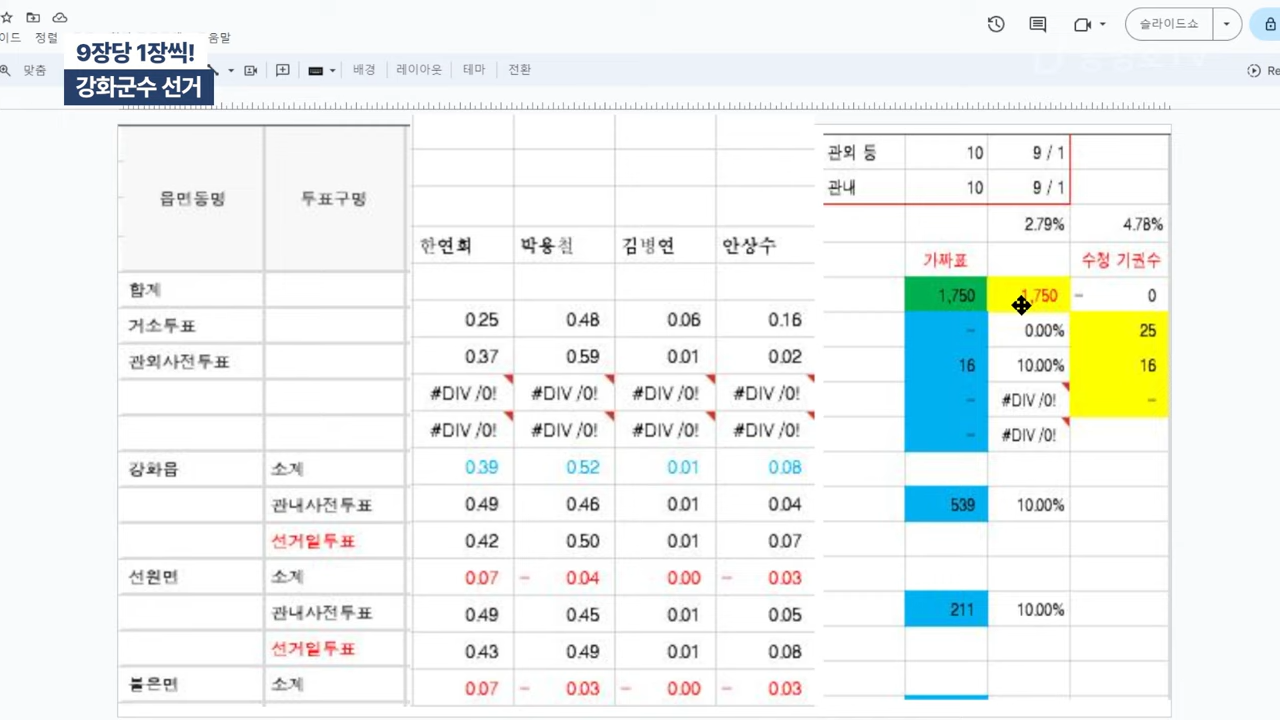 이드 정렬
움말
슬라이드쇼
9장당 1장씩!
강화군수 선거
맞춤
배경 레이아웃 테마 전환
Re
읍면동명 투표구명
한연희 박용철 김병연 안상수
합계
거소투표 0.25 0.48 0.06 0.16
관외사전투표 0.37 0.59 0.01 0.02
#DIV /0! #DIV /0! #DIV /0! #DIV /0!
#DIV /0! #DIV /0! #DIV /0! #DIV /0!
강화읍 소계 0.39 0.52 0.01 0.08
관내사전투표 0.49 0.46 0.01 0.04
선거일투표 0.42 0.50 0.01 0.07
선원면 소계 0.07 - 0.04 0.00 - 0.03
관내사전투표 0.49 0.45 0.01 0.05
선거일투표 0.43 0.49 0.01 0.08
불은면 소계 0.07 - 0.03 - 0.00 - 0.03
관외 등 10 9 / 1
관내 10 9 / 1
2.79% 4.78%
가짜표 수정 기권수
1,750 1,750 - 0
- 0.00% 25
16 10.00% 16
- #DIV /0! -
- #DIV /0!
539 10.00%
211 10.00%